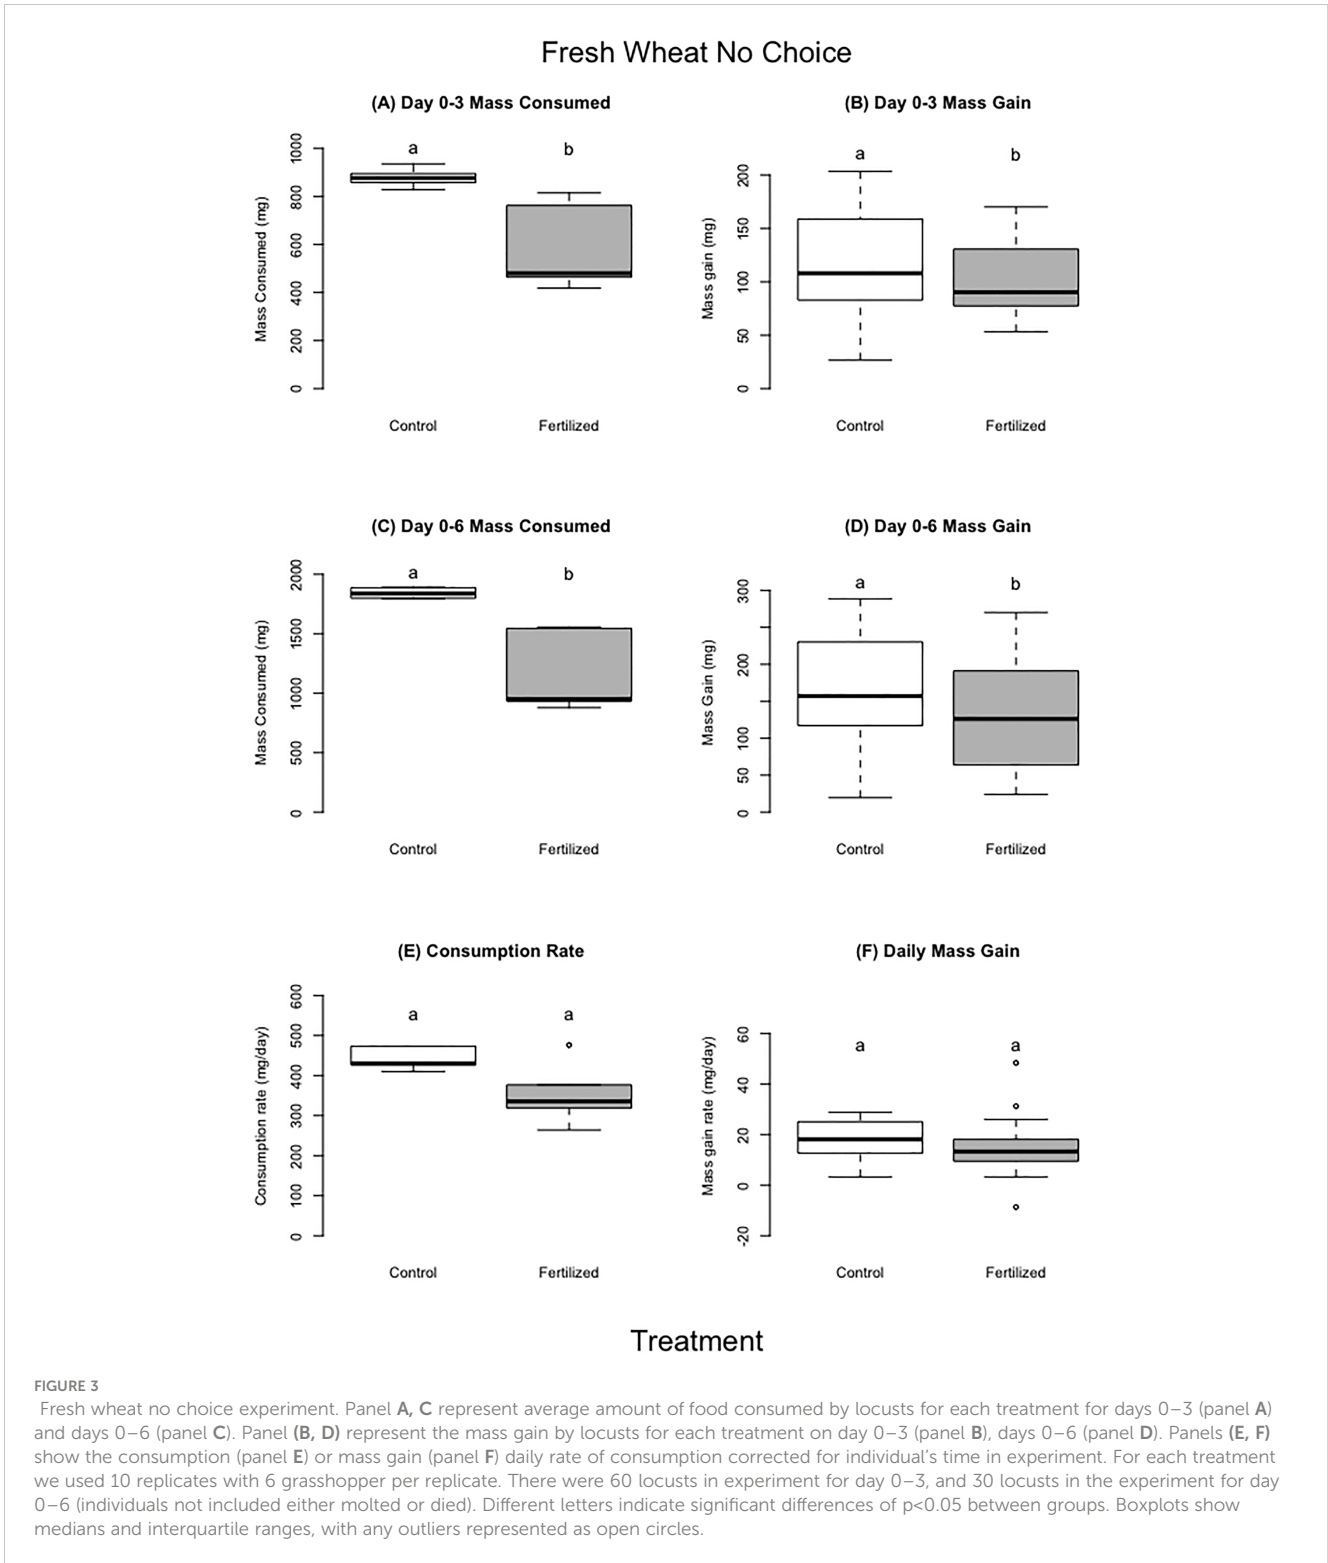 Fresh Wheat No Choice
(A) Day 0-3 Mass Consumed
Mass Consumed (mg)
1000
800
600
400
200
0
a
b
Control
Fertilized
(B) Day 0-3 Mass Gain
Mass gain (mg)
200
150
100
50
0
a
b
Control
Fertilized
(C) Day 0-6 Mass Consumed
Mass Consumed (mg)
2000
1500
1000
500
0
a
b
Control
Fertilized
(D) Day 0-6 Mass Gain
Mass Gain (mg)
300
200
100
50
0
a
b
Control
Fertilized
(E) Consumption Rate
Consumption rate (mg/day)
600
500
400
300
200
100
0
a
a
Control
Fertilized
(F) Daily Mass Gain
Mass gain rate (mg/day)
60
40
20
0
-20
a
a
Control
Fertilized
Treatment
FIGURE 3
Fresh wheat no choice experiment. Panel A, C represent average amount of food consumed by locusts for each treatment for days 0–3 (panel A)
and days 0–6 (panel C). Panel (B, D) represent the mass gain by locusts for each treatment on day 0–3 (panel B), days 0–6 (panel D). Panels (E, F)
show the consumption (panel E) or mass gain (panel F) daily rate of consumption corrected for individual's time in experiment. For each treatment
we used 10 replicates with 6 grasshopper per replicate. There were 60 locusts in experiment for day 0–3, and 30 locusts in the experiment for day
0–6 (individuals not included either molted or died). Different letters indicate significant differences of p<0.05 between groups. Boxplots show
medians and interquartile ranges, with any outliers represented as open circles.